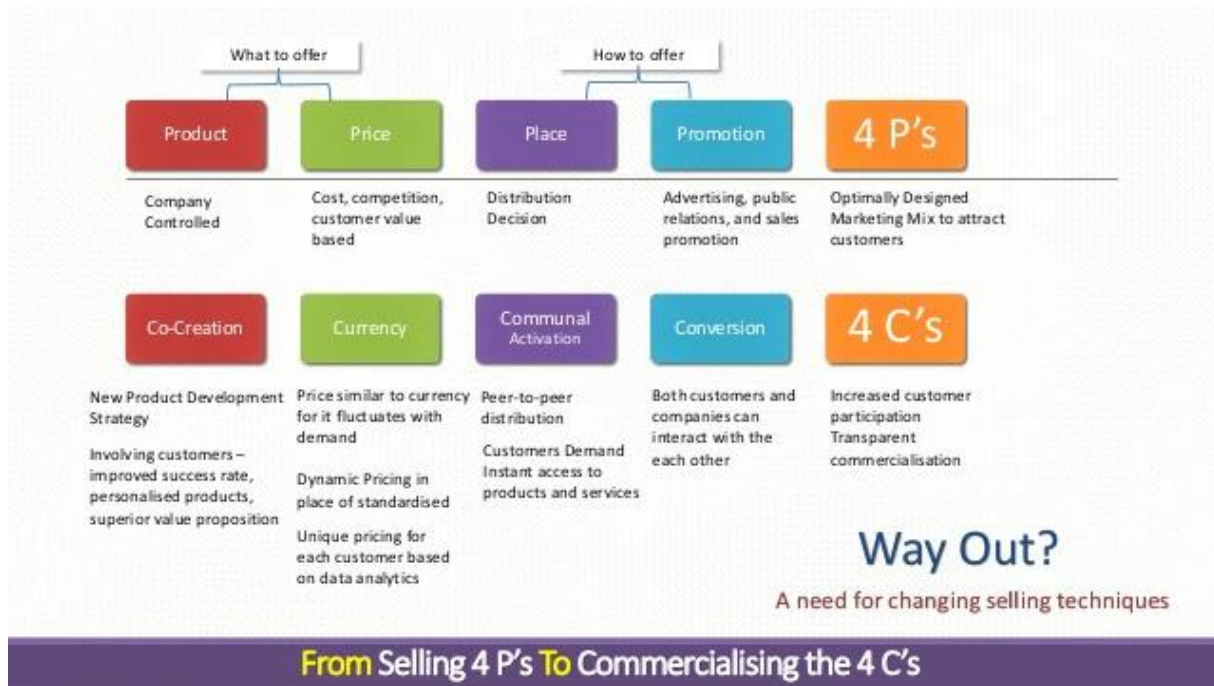 What to offer
How to offer
Product
Price
Place
Promotion
4 P's
Company
Controlled
Cost, competition,
customer value
based
Distribution
Decision
Advertising, public
relations, and sales
promotion
Optimally Designed
Marketing Mix to attract
customers
Co-Creation
Currency
Communal
Activation
Conversion
4 C's
New Product Development
Strategy
Involving customers –
improved success rate,
personalised products,
superior value proposition
Price similar to currency
for it fluctuates with
demand
Dynamic Pricing in
place of standardised
Unique pricing for
each customer based
on data analytics
Peer-to-peer
distribution
Customers Demand
Instant access to
products and services
Both customers and
companies can
interact with the
each other
Increased customer
participation
Transparent
commercialisation
Way Out?
A need for changing selling techniques
From Selling 4 P's To Commercialising the 4 C's